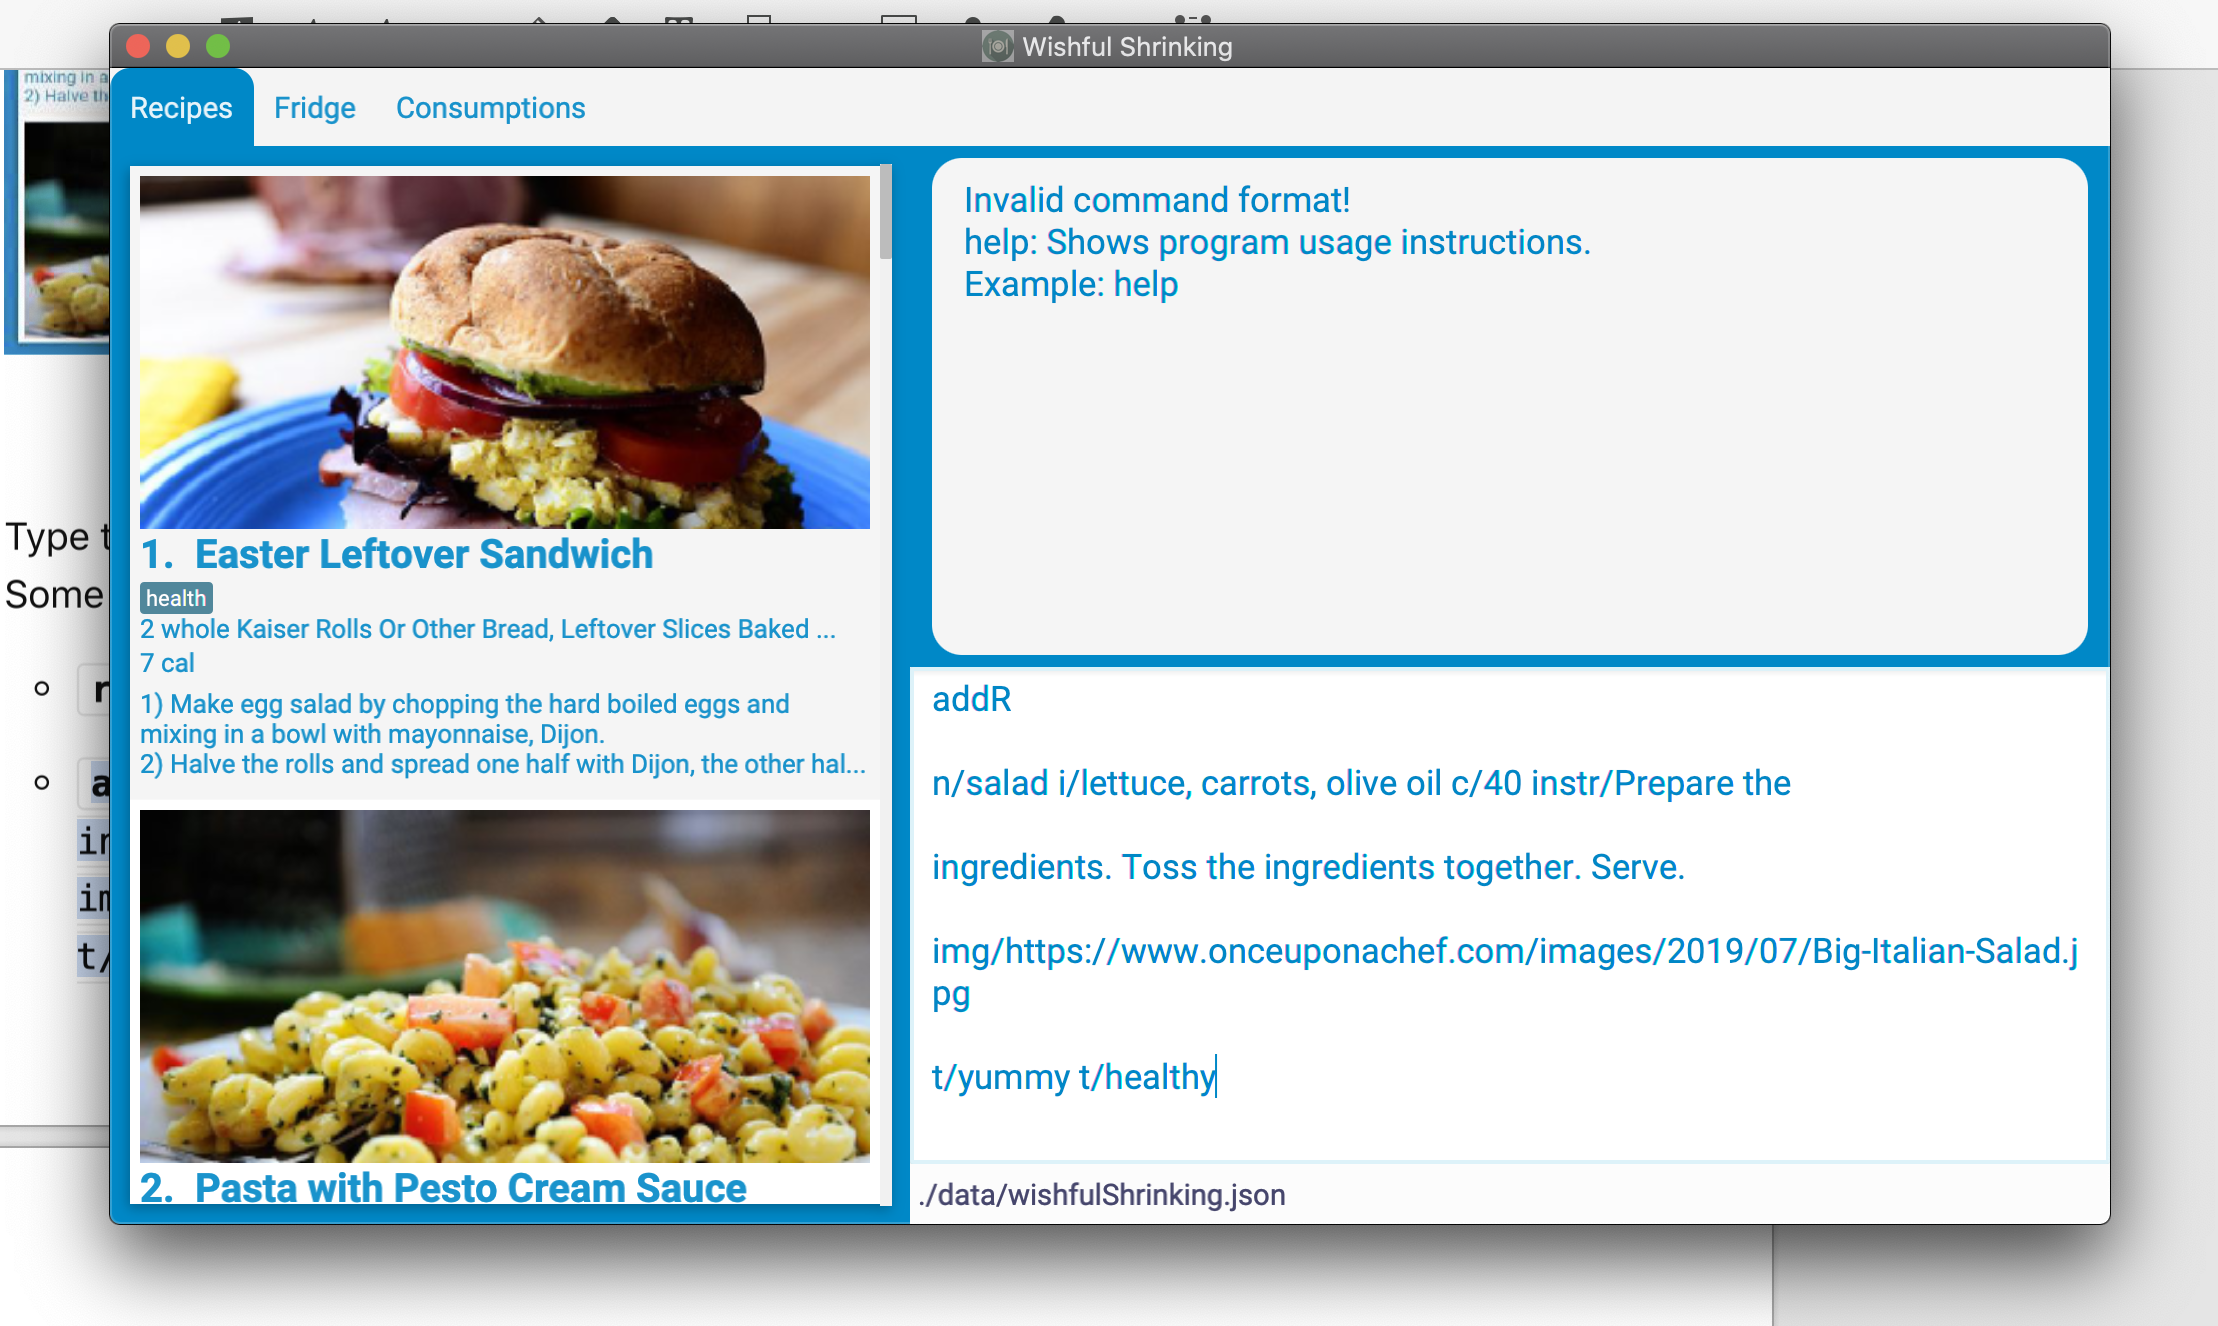 Wishful Shrinking
mixing in a
2) Halve th
Recipes Fridge Consumptions
Type t
Some
r
a
in
im
t/
1. Easter Leftover Sandwich
health
2 whole Kaiser Rolls Or Other Bread, Leftover Slices Baked ...
7 cal
1) Make egg salad by chopping the hard boiled eggs and
mixing in a bowl with mayonnaise, Dijon.
2) Halve the rolls and spread one half with Dijon, the other hal...
2. Pasta with Pesto Cream Sauce
Invalid command format!
help: Shows program usage instructions.
Example: help
addR
n/salad i/lettuce, carrots, olive oil c/40 instr/Prepare the
ingredients. Toss the ingredients together. Serve.
img/https://www.onceuponachef.com/images/2019/07/Big-Italian-Salad.j
pg
t/yummy t/healthy
./data/wishfulShrinking.json